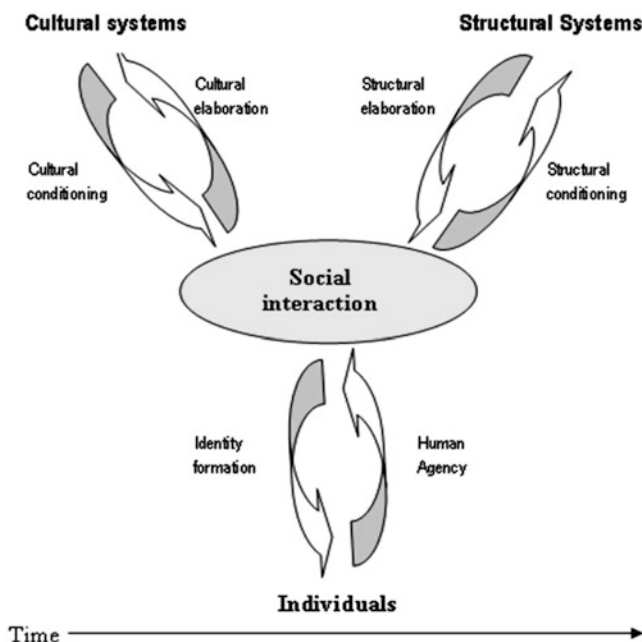 Cultural systems
Structural Systems
Cultural
elaboration
Structural
elaboration
Cultural
conditioning
Structural
conditioning
Social
interaction
Identity
formation
Human
Agency
Individuals
Time